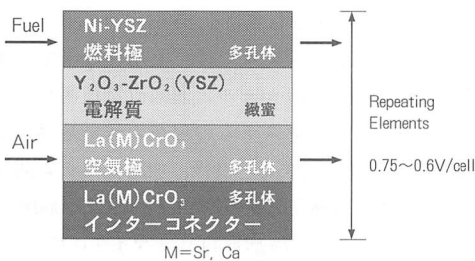 Fuel
Ni-YSZ
燃料極 多孔体
Y₂O₃-ZrO₂(YSZ)
電解質 緻蜜
Air
La(M)CrO₃
空気極 多孔体
La(M)CrO₃ 多孔体
インターコネクター
M=Sr, Ca
Repeating
Elements
0.75〜0.6V/cell